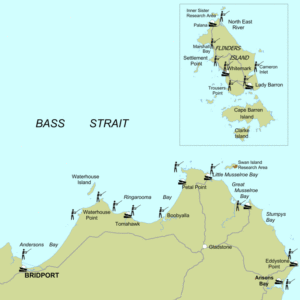 Inner Sister
Research Area
North East
River
Palana
FLINDERS
ISLAND
Marshall
Bay
Settlement
Point
Whitemark
Cameron
Inlet
Trousers
Point
Lady Barron
Cape Barren
Island
Clarke
Island
BASS STRAIT
Swan Island
Research Area
Little Musselroe Bay
Petal Point
Great
Musselroe
Bay
Waterhouse
Island
Ringarooma Bay
Waterhouse
Point
Tomahawk
Boobyalla
Stumpys
Bay
Gladstone
Andersons Bay
BRIDPORT
Eddystone
Point
Ansons
Bay